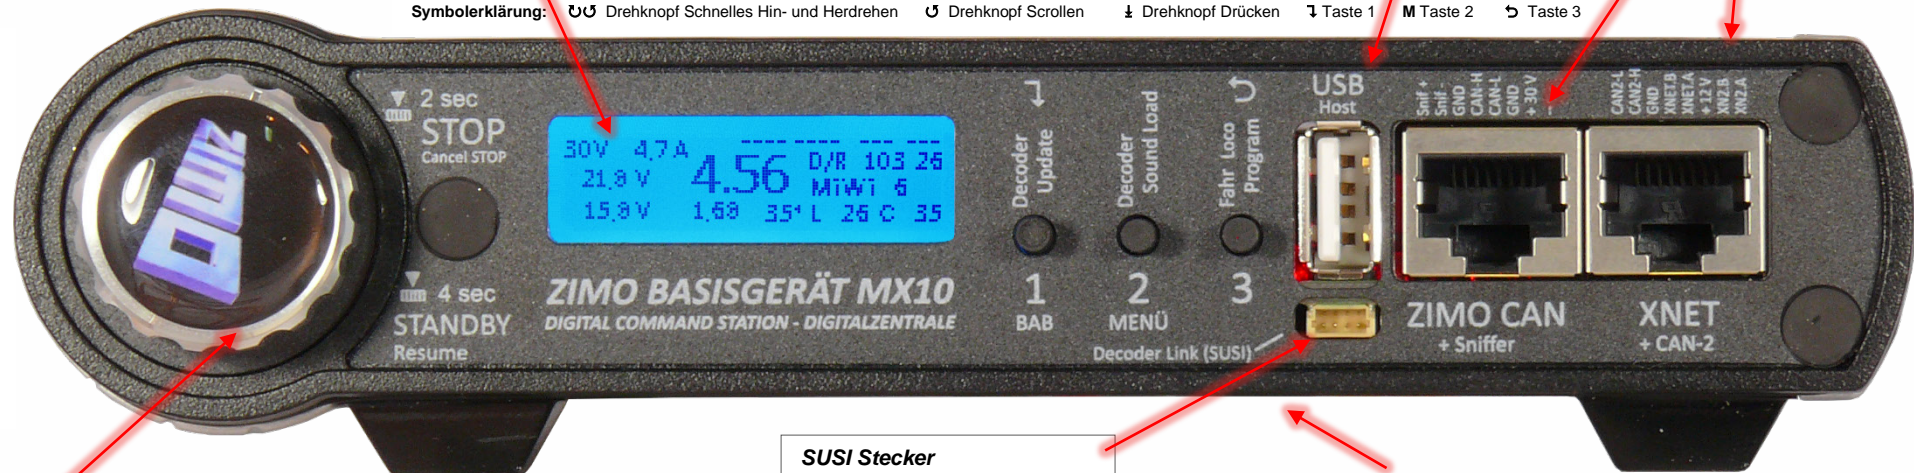 Symbolerklärung: ↻↺ Drehknopf Schnelles Hin- und Herdrehen ↺ Drehknopf Scrollen ↓ Drehknopf Drücken ↴ Taste 1 M Taste 2 ↶ Taste 3
2 sec
STOP
Cancel STOP
ZIMO
4 sec
STANDBY
Resume
30V 4,7A ---- ---- --- ---
21,9 V 4.56 D/R 103 26
MiWi 6
15,9 V 1,69 35° L 26 C 35
ZIMO BASISGERÄT MX10
DIGITAL COMMAND STATION - DIGITALZENTRALE
Decoder
Update
1
BAB
Decoder
Sound Load
2
MENÜ
Fahr Loco
Program
3
USB
Host
Decoder Link (SUSI)
Snif +
Snif -
GND
CAN-H
CAN-L
GND
+ 30 V
ZIMO CAN
+ Sniffer
CAN2-L
CAN2-H
GND
XNET.B
XNET.A
+ 12 V
XN2.B
XN2.A
XNET
+ CAN-2
SUSI Stecker